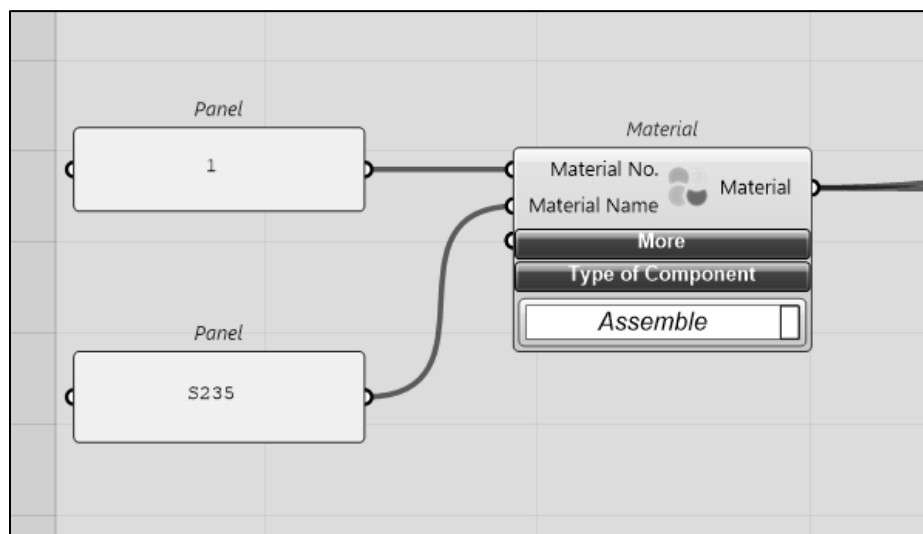 Panel
1
Material
Material No.
Material
Material Name
More
Type of Component
Assemble
Panel
S235